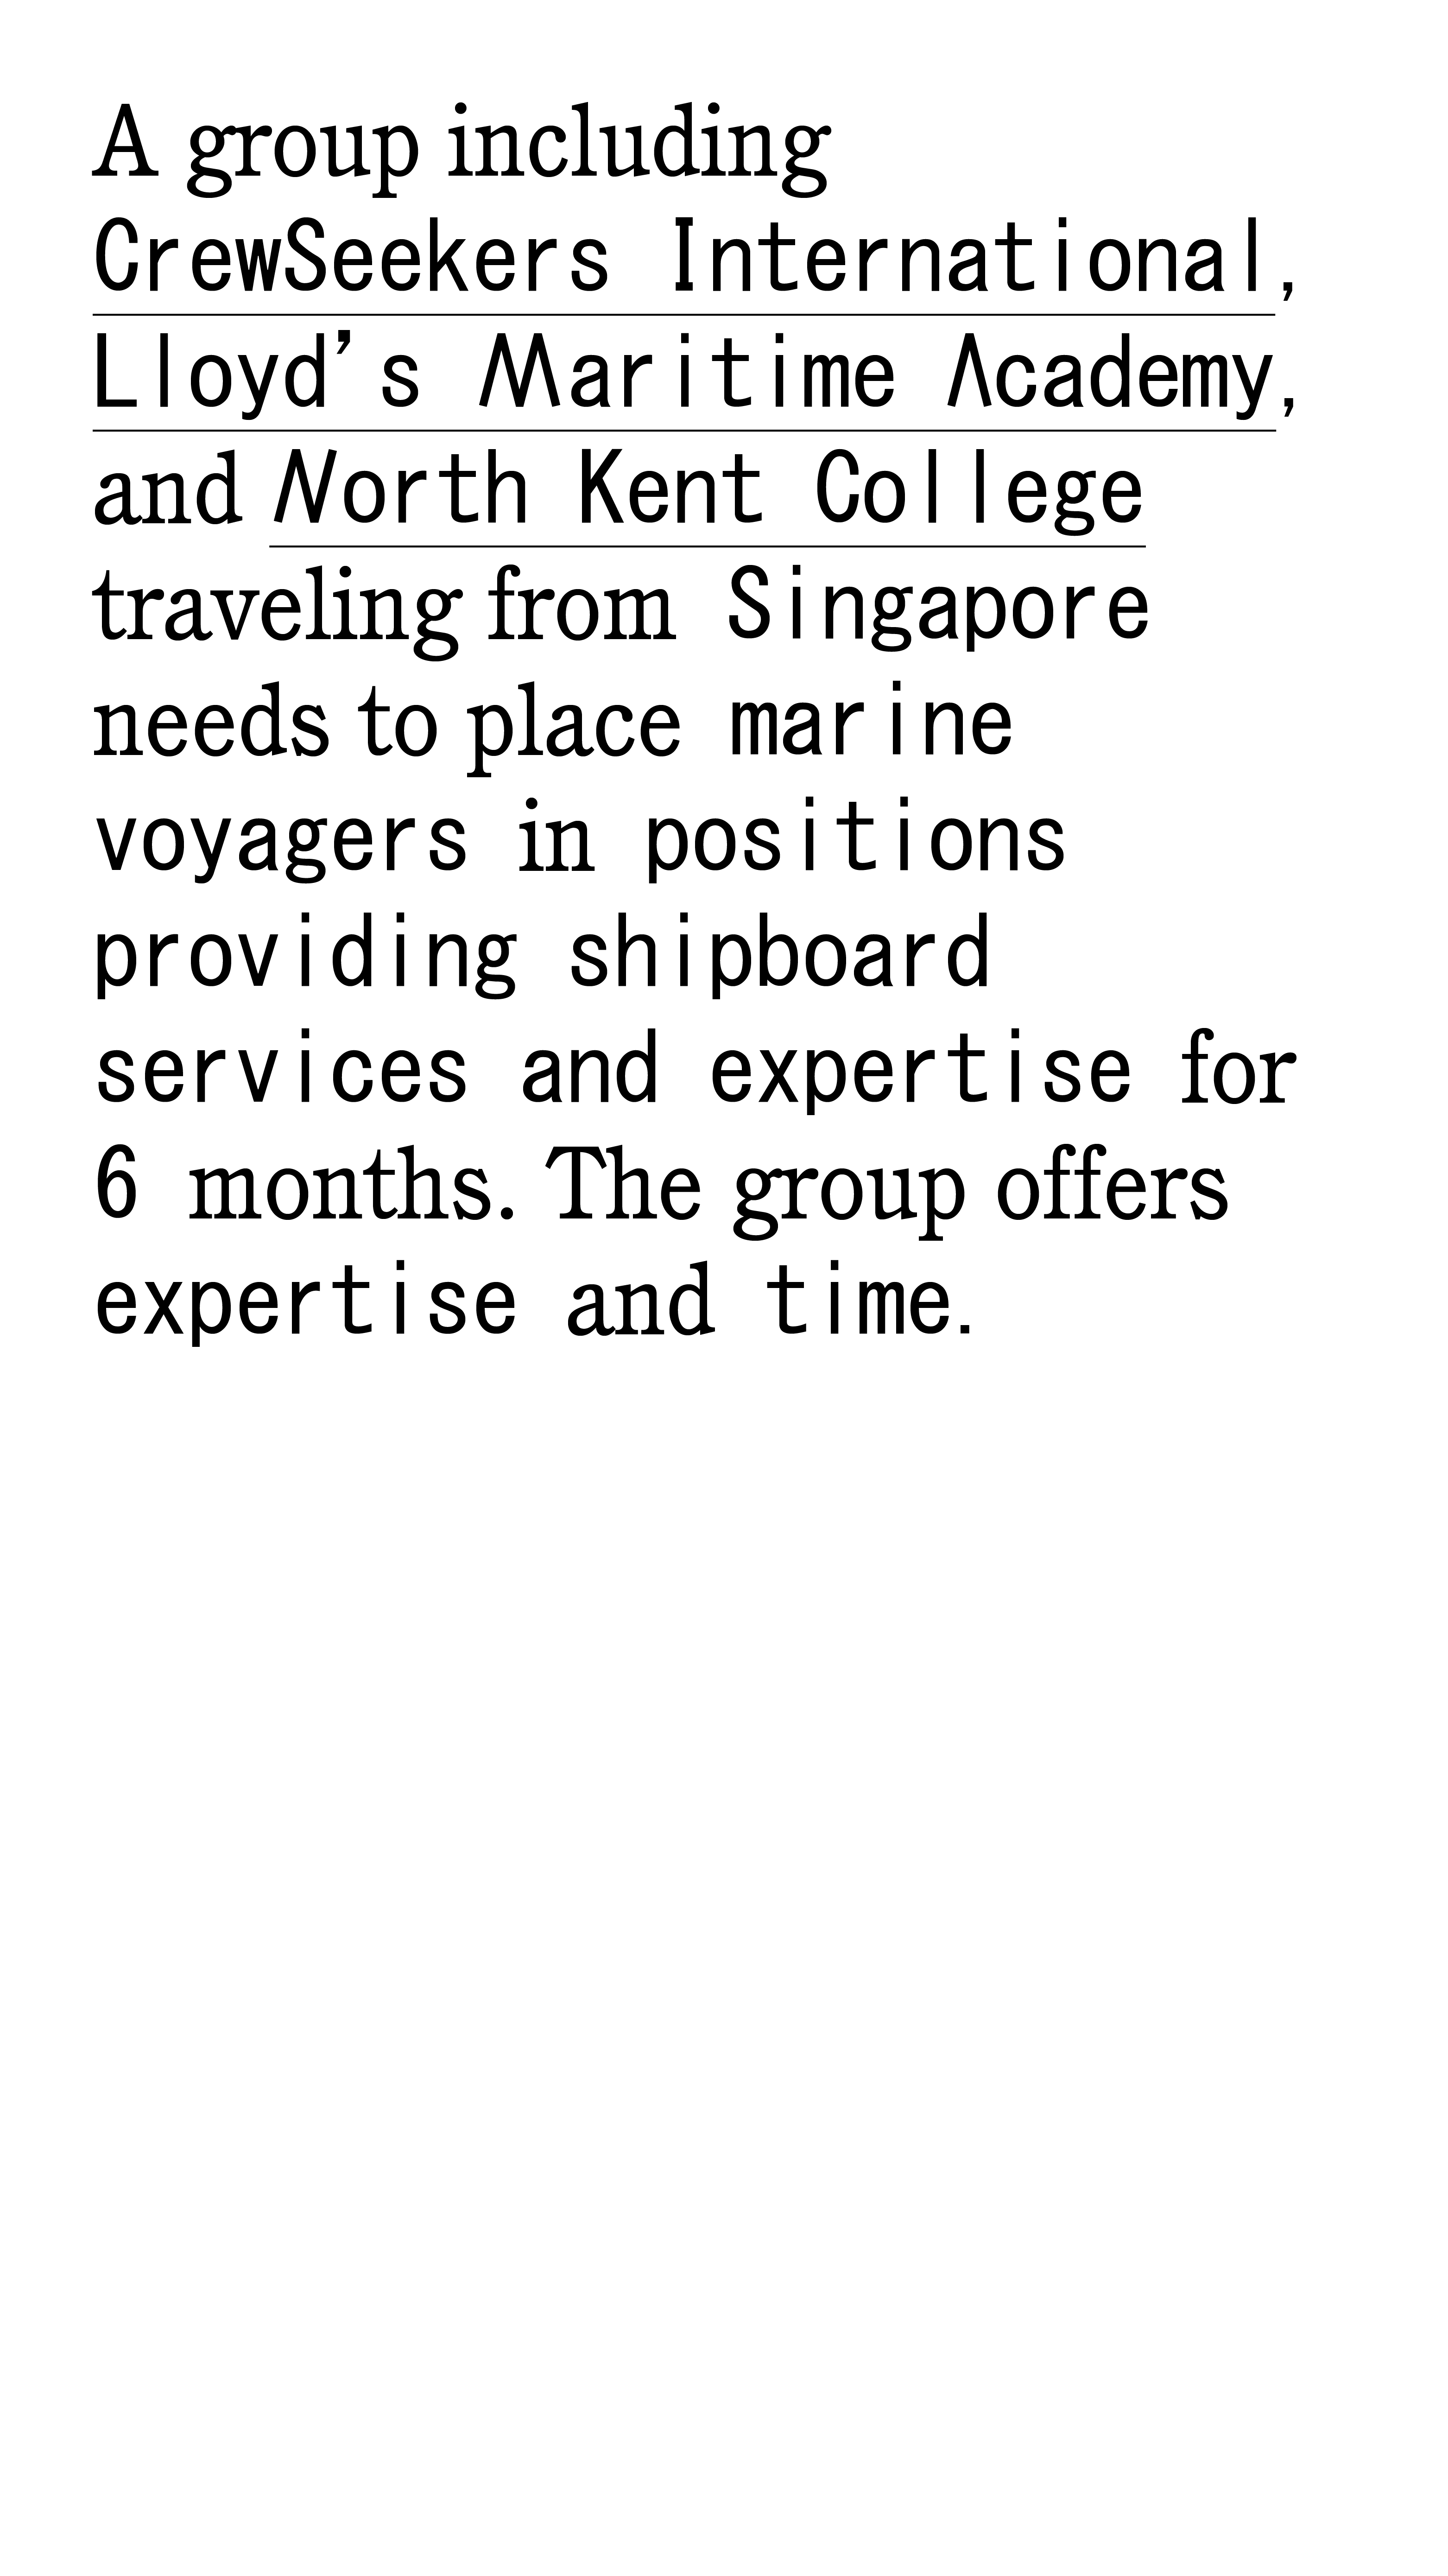 A group including
CrewSeekers International,
Lloyd’s Maritime Academy,
and North Kent College
traveling from Singapore
needs to place marine
voyagers in positions
providing shipboard
services and expertise for
6 months. The group offers
expertise and time.